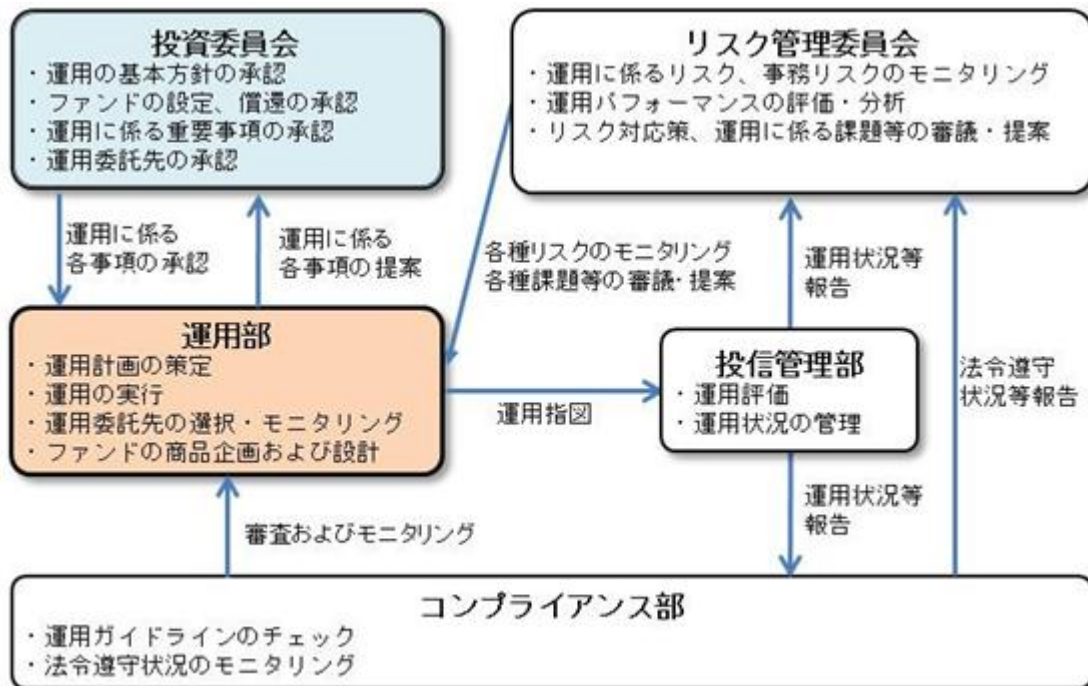 投資委員会
・運用の基本方針の承認
・ファンドの設定、償還の承認
・運用に係る重要事項の承認
・運用委託先の承認
リスク管理委員会
・運用に係るリスク、事務リスクのモニタリング
・運用パフォーマンスの評価・分析
・リスク対応策、運用に係る課題等の審議・提案
運用に係る
各事項の承認
運用に係る
各事項の提案
各種リスクのモニタリング
各種課題等の審議・提案
運用状況等
報告
運用部
・運用計画の策定
・運用の実行
・運用委託先の選択・モニタリング
・ファンドの商品企画および設計
運用指図
投信管理部
・運用評価
・運用状況の管理
法令遵守
状況等報告
審査およびモニタリング
運用状況等
報告
コンプライアンス部
・運用ガイドラインのチェック
・法令遵守状況のモニタリング